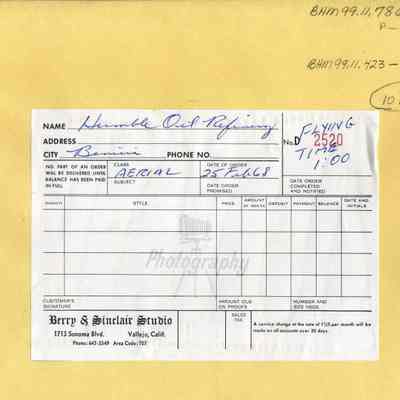 BHM 99.11.780
P-
BHM 99.11.423 -
10
NAME Humble Oil Refinery
ADDRESS
No.D 2520
FLYING
TIME
1:00
CITY Benicia PHONE NO.
NO PART OF AN ORDER WILL BE DELIVERED UNTIL BALANCE HAS BEEN PAID IN FULL
CLASS AERIAL
DATE OF ORDER 25 Feb 68
SUBJECT
DATE ORDER PROMISED
DATE ORDER COMPLETED AND NOTIFIED
NUMBER STYLE PRICE AMOUNT OF ORDER DEPOSIT PAYMENT BALANCE DATE AND INITIALS
Photography
CUSTOMER'S SIGNATURE
AMOUNT DUE ON PROOFS
NUMBER AND SIZE NEGS.
Berry & Sinclair Studio
1713 Sonoma Blvd. Vallejo, Calif.
Phone: 643-2549 Area Code: 707
SALES TAX
A service charge at the rate of 1½% per month will be made on all accounts over 30 days.